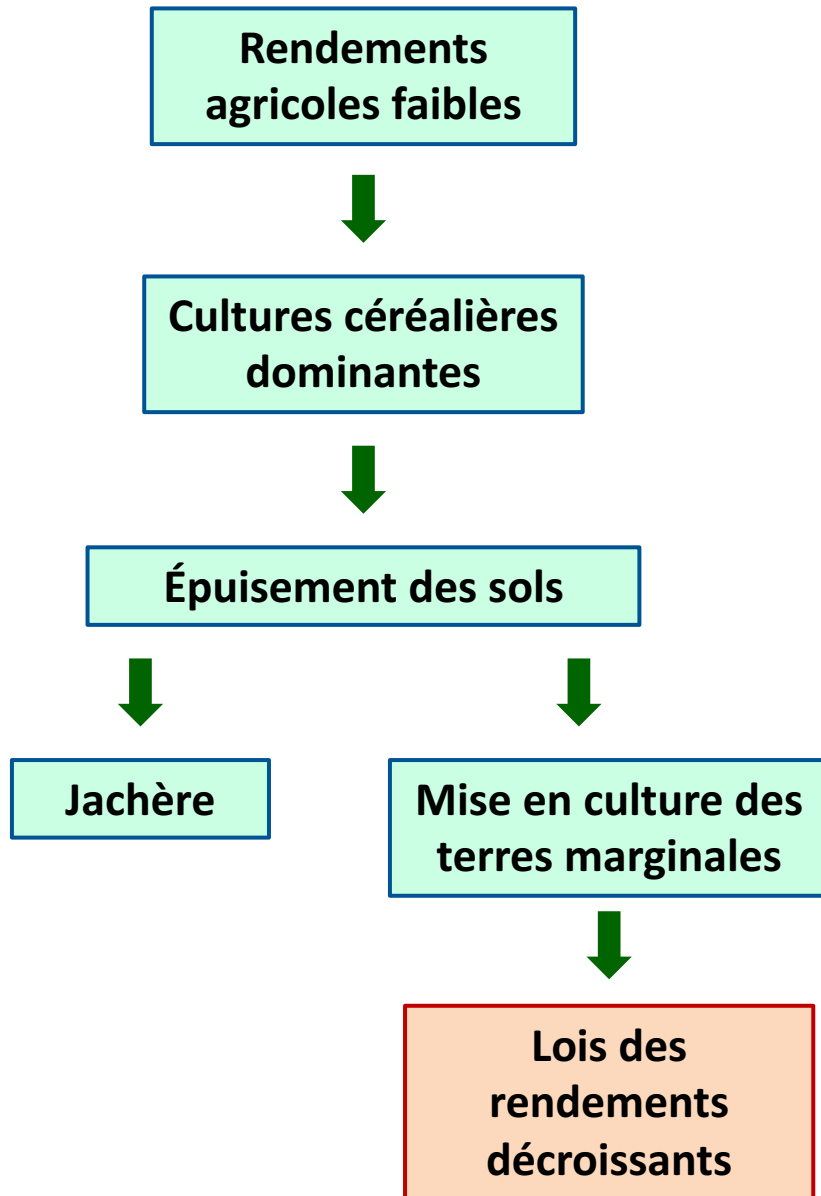 Rendements
agricoles faibles
Cultures céréalières
dominantes
Épuisement des sols
Jachère
Mise en culture des
terres marginales
Lois des
rendements
décroissants